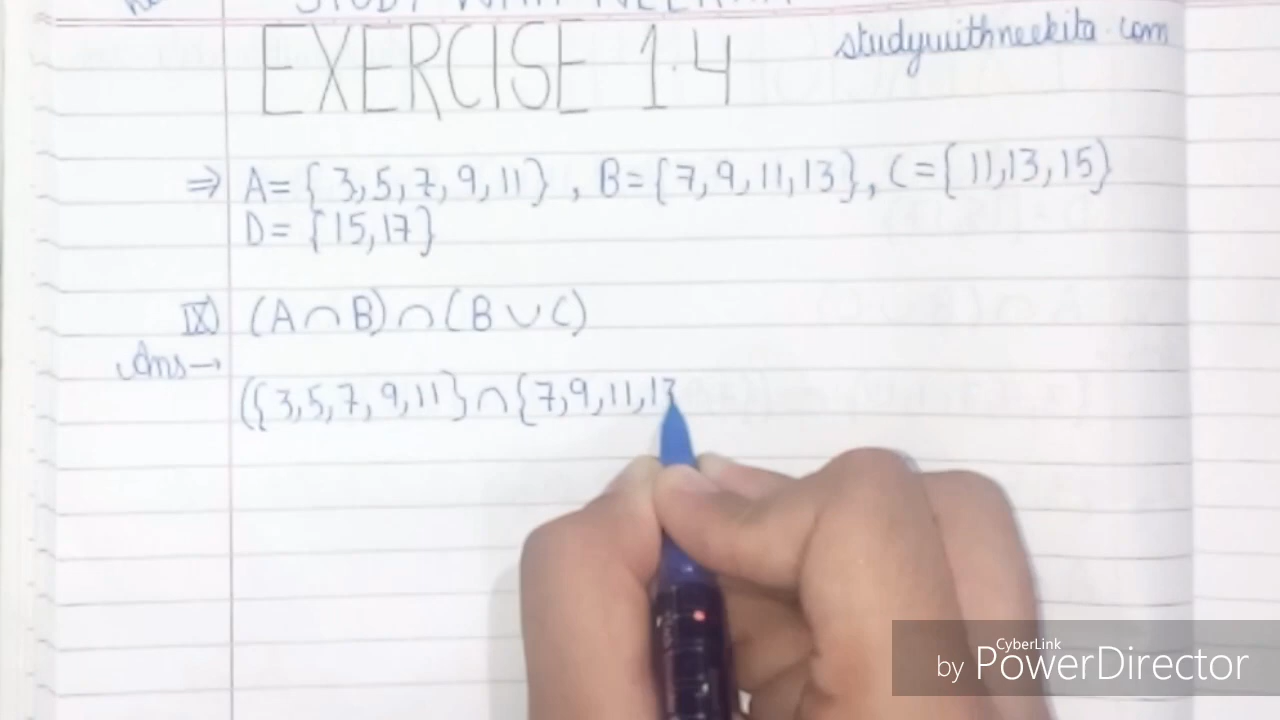 EXERCISE 1.4
studywithneekita.com
⇒ A = { 3, 5, 7, 9, 11 } , B = {7, 9, 11, 13}, C = { 11, 13, 15}
D = {15, 17}
IX) (A ∩ B) ∩ (B ∪ C)
Ans →
({ 3, 5, 7, 9, 11 } ∩ {7, 9, 11, 13
CyberLink
by PowerDirector